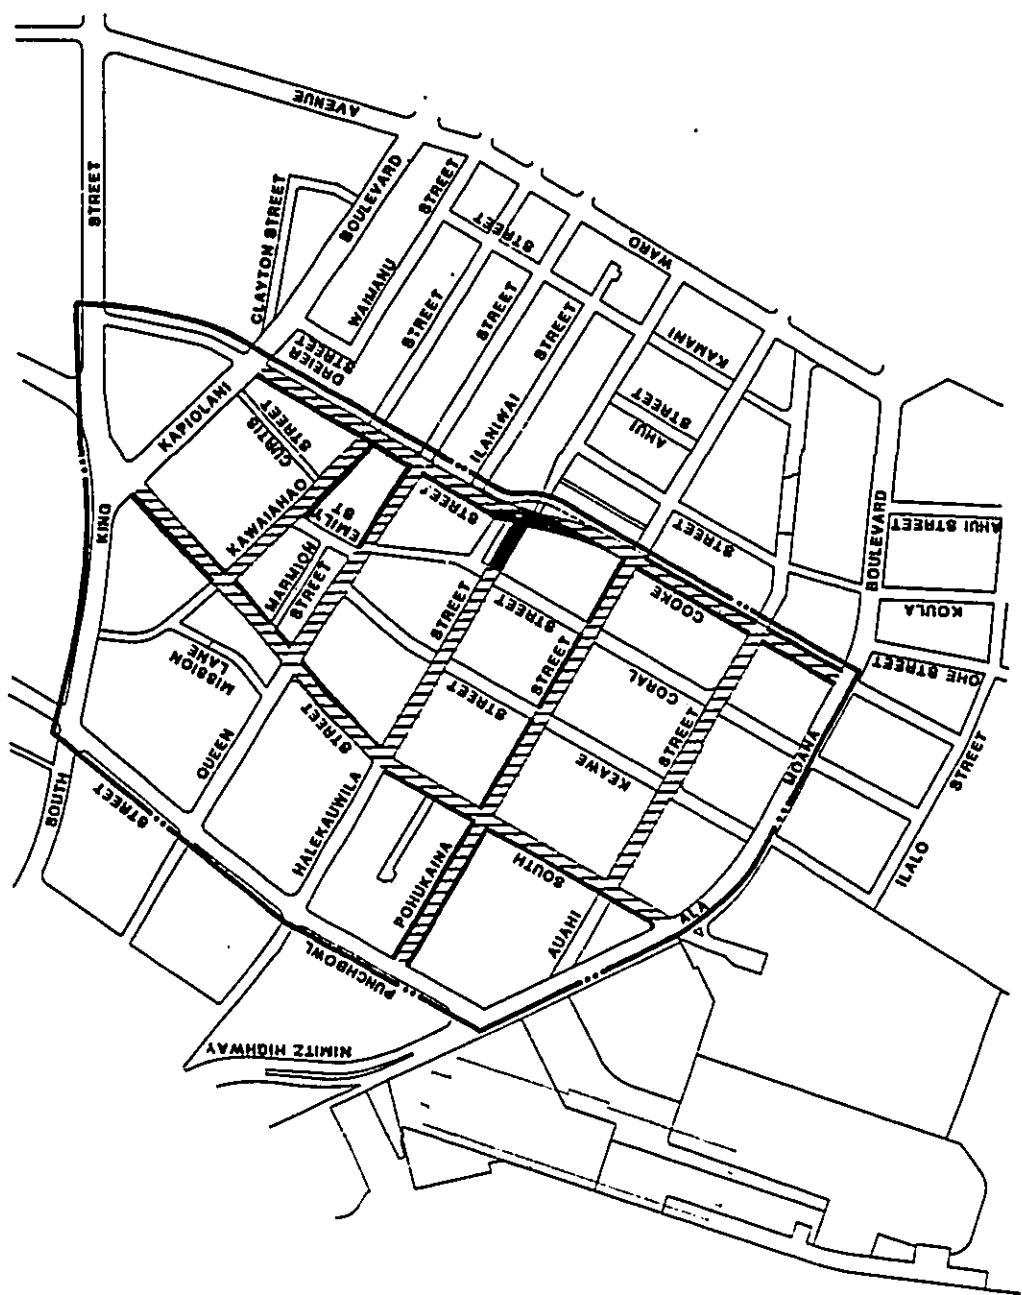 AVENUE
STREET
CLAYTON STREET
BOULEVARD
STREET
WAIMANU
STREET
WARD
DREIER
STREET
STREET
STREET
STREET
KAMANI
KAPIOLANI
CURTIS
STREET
ILANIWAI
AHUI
STREET
KING
KAWAIAHAO
EMILY
ST
STREET
STREET
BOULEVARD
AHUI STREET
MARMION
STREET
STREET
STREET
COOKE
KOULA
MISSION
LANE
STREET
STREET
CORAL
OHE STREET
QUEEN
STREET
KEAWE
STREET
MOANA
STREET
SOUTH
STREET
HALEKAUWILA
POHUKAINA
SOUTH
ILALO
AUAHI
ALA
PUNCHBOWL
NIMITZ HIGHWAY